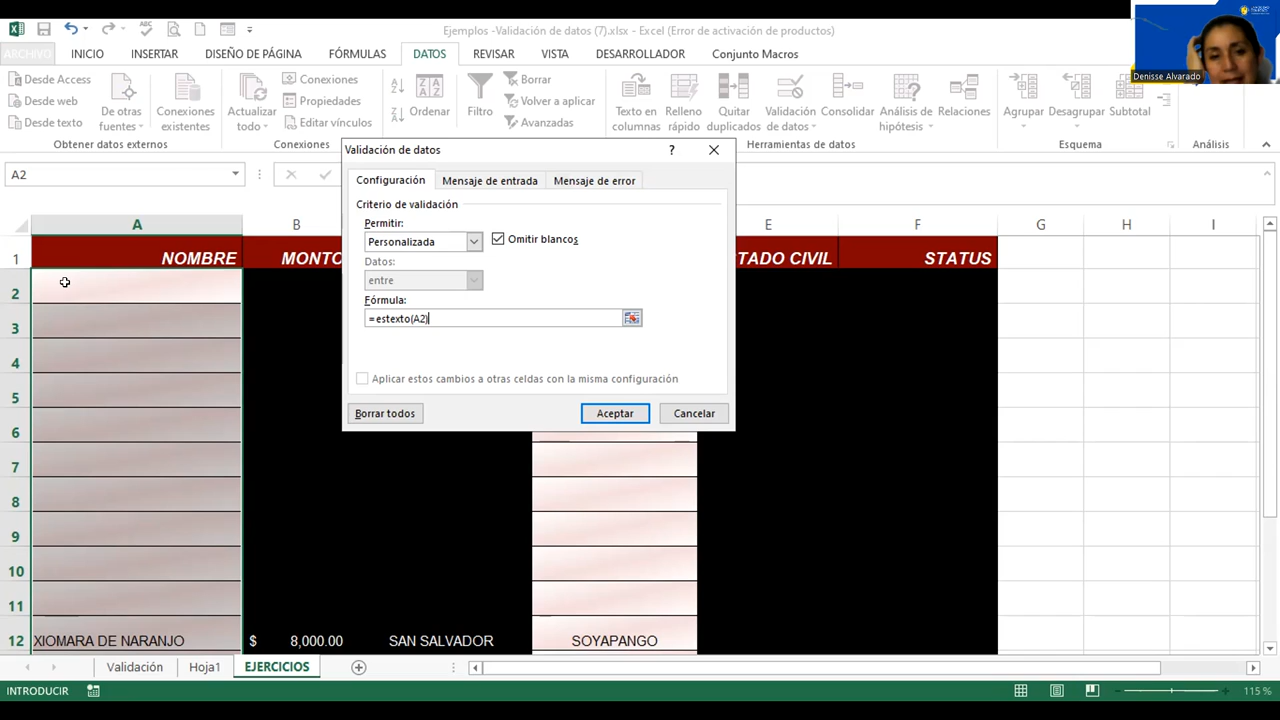 Ejemplos -Validación de datos (7).xlsx - Excel (Error de activación de productos)
Denisse Alvarado
ARCHIVO INICIO INSERTAR DISEÑO DE PÁGINA FÓRMULAS DATOS REVISAR VISTA DESARROLLADOR Conjunto Macros
Desde Access
Desde web
Desde texto
De otras fuentes
Conexiones existentes
Obtener datos externos
Actualizar todo
Conexiones
Propiedades
Editar vínculos
Conexiones
Ordenar
Filtro
Borrar
Volver a aplicar
Avanzadas
Texto en columnas
Relleno rápido
Quitar duplicados
Validación de datos
Consolidar
Análisis de hipótesis
Relaciones
Herramientas de datos
Agrupar
Desagrupar
Subtotal
Esquema
Análisis
A2
Validación de datos ?
Configuración Mensaje de entrada Mensaje de error
Criterio de validación
Permitir:
Personalizada Omitir blancos
Datos:
entre
Fórmula:
=estexto(A2)
Aplicar estos cambios a otras celdas con la misma configuración
Borrar todos Aceptar Cancelar
A B E F G H I
1 NOMBRE MONTO TADO CIVIL STATUS
2
3
4
5
6
7
8
9
10
11
12 XIOMARA DE NARANJO $ 8,000.00 SAN SALVADOR SOYAPANGO
Validación Hoja1 EJERCICIOS
INTRODUCIR 115 %